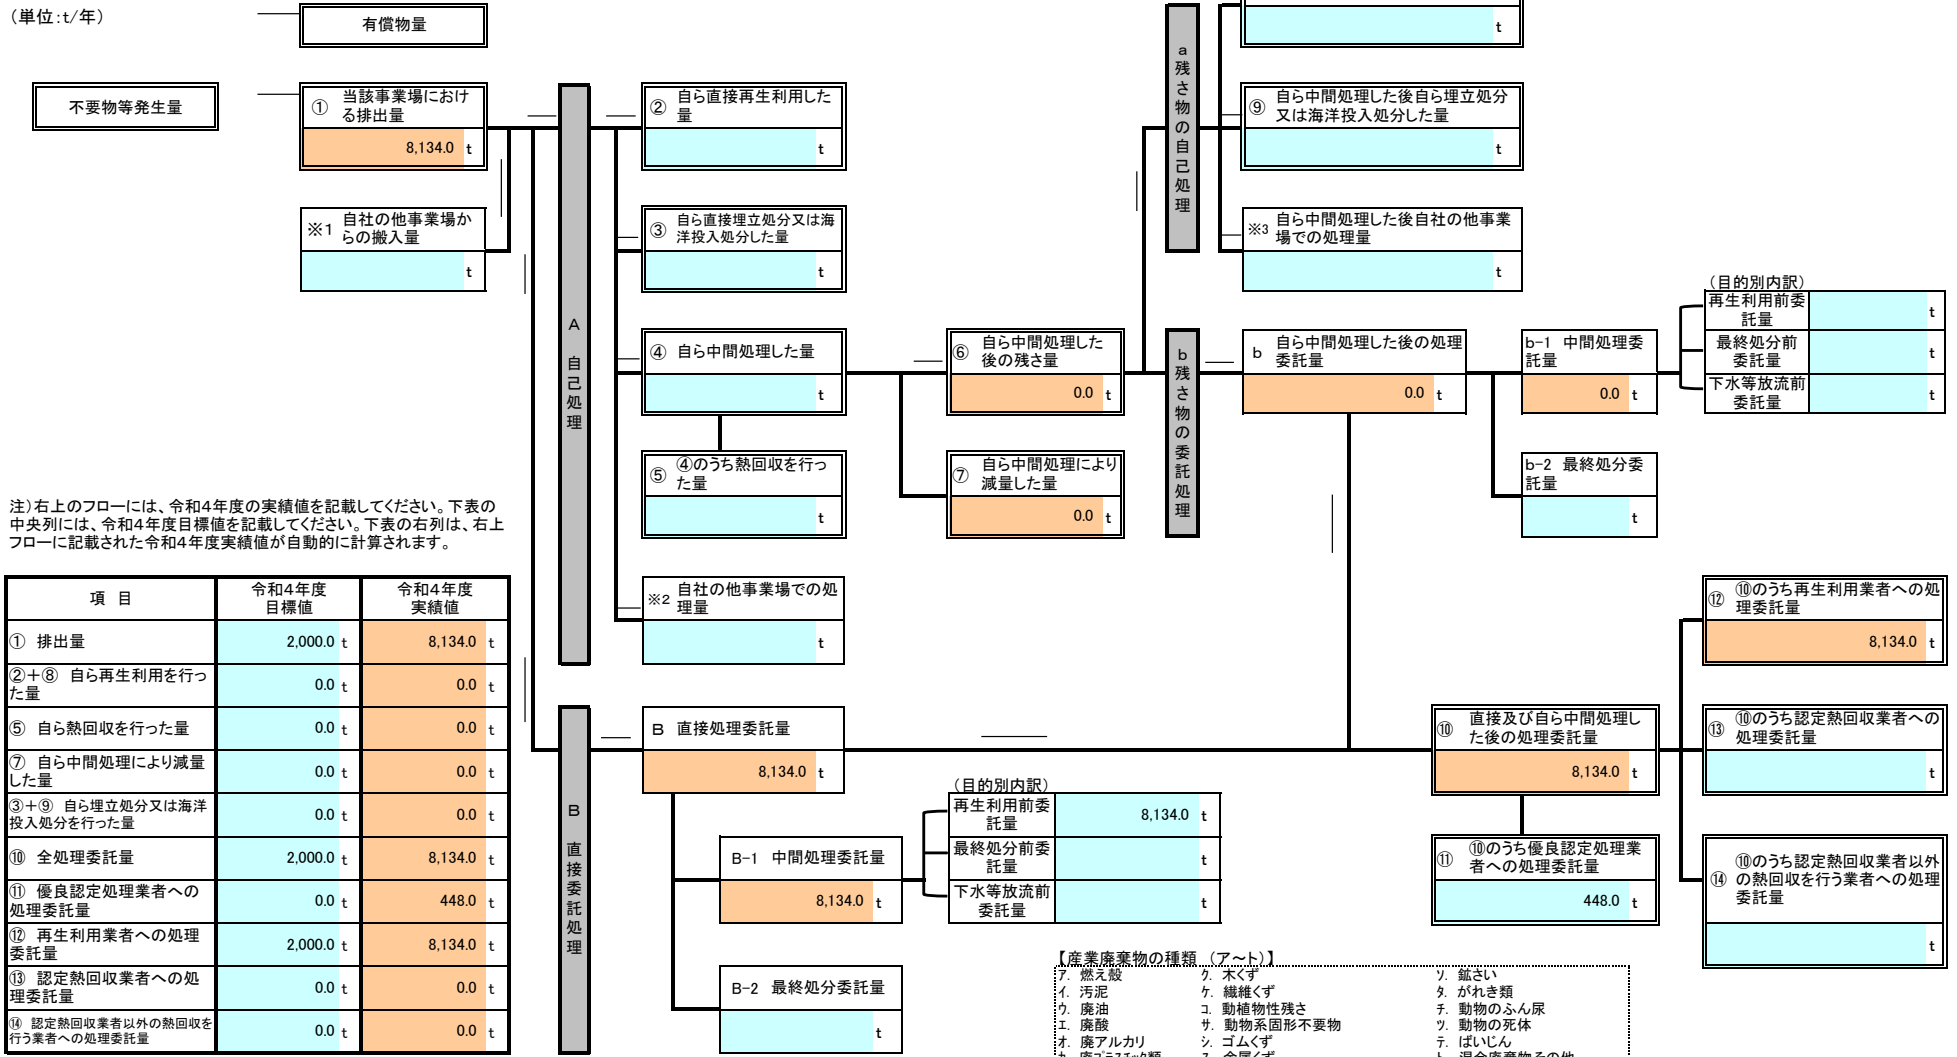 (単位:t/年)
有償物量
不要物等発生量
① 当該事業場におけ
る排出量
8,134.0 t
※1 自社の他事業場か
らの搬入量
t
A 自己処理
② 自ら直接再生利用した
量
t
③ 自ら直接埋立処分又は海
洋投入処分した量
t
④ 自ら中間処理した量
t
⑤ ④のうち熱回収を行っ
た量
t
※2 自社の他事業場での処
理量
t
⑥ 自ら中間処理した
後の残さ量
0.0 t
⑦ 自ら中間処理により
減量した量
0.0 t
a 残さ物の自己処理
t
⑨ 自ら中間処理した後自ら埋立処分
又は海洋投入処分した量
t
※3 自ら中間処理した後自社の他事業
場での処理量
t
b 残さ物の委託処理
b 自ら中間処理した後の処理
委託量
0.0 t
b-1 中間処理委
託量
0.0 t
b-2 最終処分委
託量
t
(目的別内訳)
再生利用前委
託量
t
最終処分前
委託量
t
下水等放流前
委託量
t
注)右上のフローには、令和4年度の実績値を記載してください。下表の
中央列には、令和4年度目標値を記載してください。下表の右列は、右上
フローに記載された令和4年度実績値が自動的に計算されます。
項 目 令和4年度
目標値 令和4年度
実績値
① 排出量 2,000.0 t 8,134.0 t
②+⑧ 自ら再生利用を行っ
た量 0.0 t 0.0 t
⑤ 自ら熱回収を行った量 0.0 t 0.0 t
⑦ 自ら中間処理により減量
した量 0.0 t 0.0 t
③+⑨ 自ら埋立処分又は海洋
投入処分を行った量 0.0 t 0.0 t
⑩ 全処理委託量 2,000.0 t 8,134.0 t
⑪ 優良認定処理業者への
処理委託量 0.0 t 448.0 t
⑫ 再生利用業者への処理
委託量 2,000.0 t 8,134.0 t
⑬ 認定熱回収業者への処
理委託量 0.0 t 0.0 t
⑭ 認定熱回収業者以外の熱回収を
行う業者への処理委託量 0.0 t 0.0 t
B 直接委託処理
B 直接処理委託量
8,134.0 t
B-1 中間処理委託量
8,134.0 t
B-2 最終処分委託量
t
(目的別内訳)
再生利用前委
託量
8,134.0 t
最終処分前委
託量
t
下水等放流前
委託量
t
⑩ 直接及び自ら中間処理し
た後の処理委託量
8,134.0 t
⑪ ⑩のうち優良認定処理業
者への処理委託量
448.0 t
⑫ ⑩のうち再生利用業者への処
理委託量
8,134.0 t
⑬ ⑩のうち認定熱回収業者への
処理委託量
t
⑭ ⑩のうち認定熱回収業者以外
の熱回収を行う業者への処理
委託量
t
【産業廃棄物の種類 (ア~ト)】
ア. 燃え殻 ク. 木くず ソ. 鉱さい
イ. 汚泥 ケ. 繊維くず タ. がれき類
ウ. 廃油 コ. 動植物性残さ チ. 動物のふん尿
エ. 廃酸 サ. 動物系固形不要物 ツ. 動物の死体
オ. 廃アルカリ シ. ゴムくず テ. ばいじん
カ. 廃プラスチック類 ス. 金属くず ト. 混合廃棄物その他